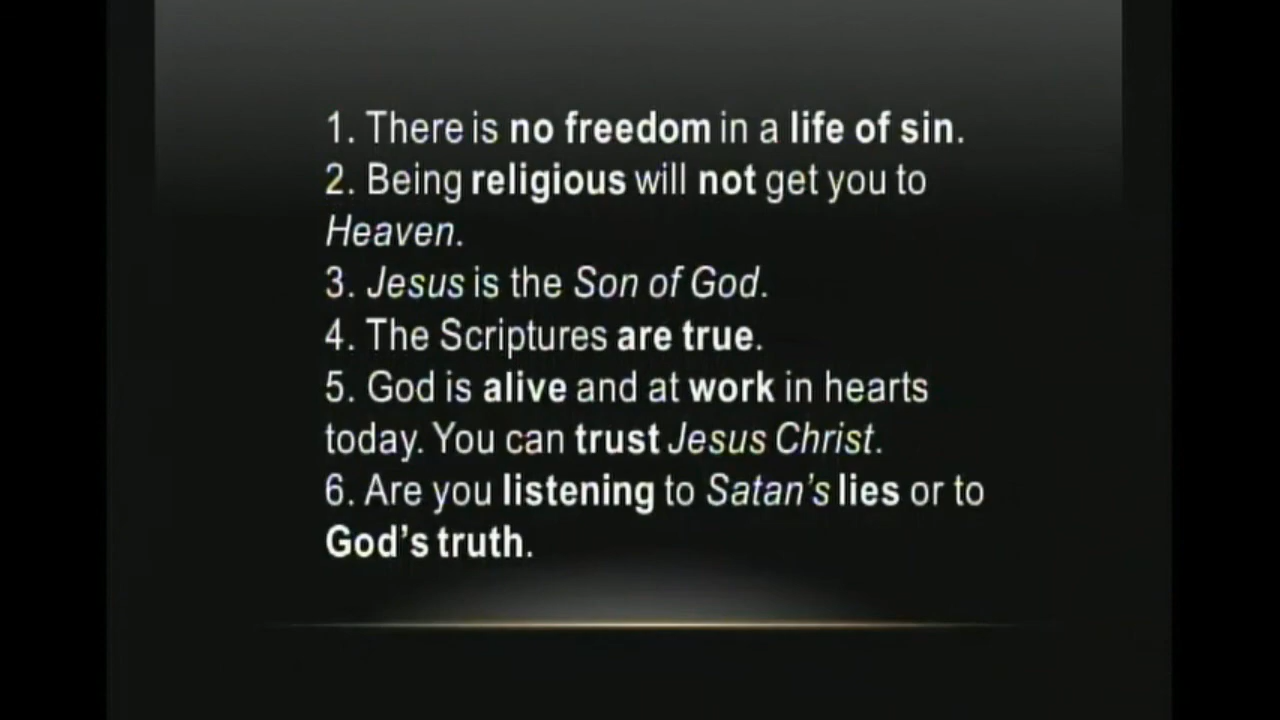 1. There is no freedom in a life of sin.
2. Being religious will not get you to
Heaven.
3. Jesus is the Son of God.
4. The Scriptures are true.
5. God is alive and at work in hearts
today. You can trust Jesus Christ.
6. Are you listening to Satan’s lies or to
God’s truth.